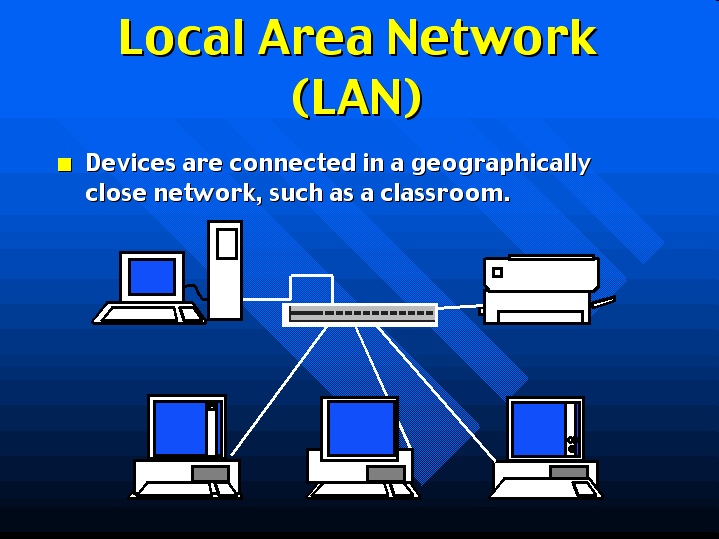 Local Area Network
(LAN)
Devices are connected in a geographically
close network, such as a classroom.